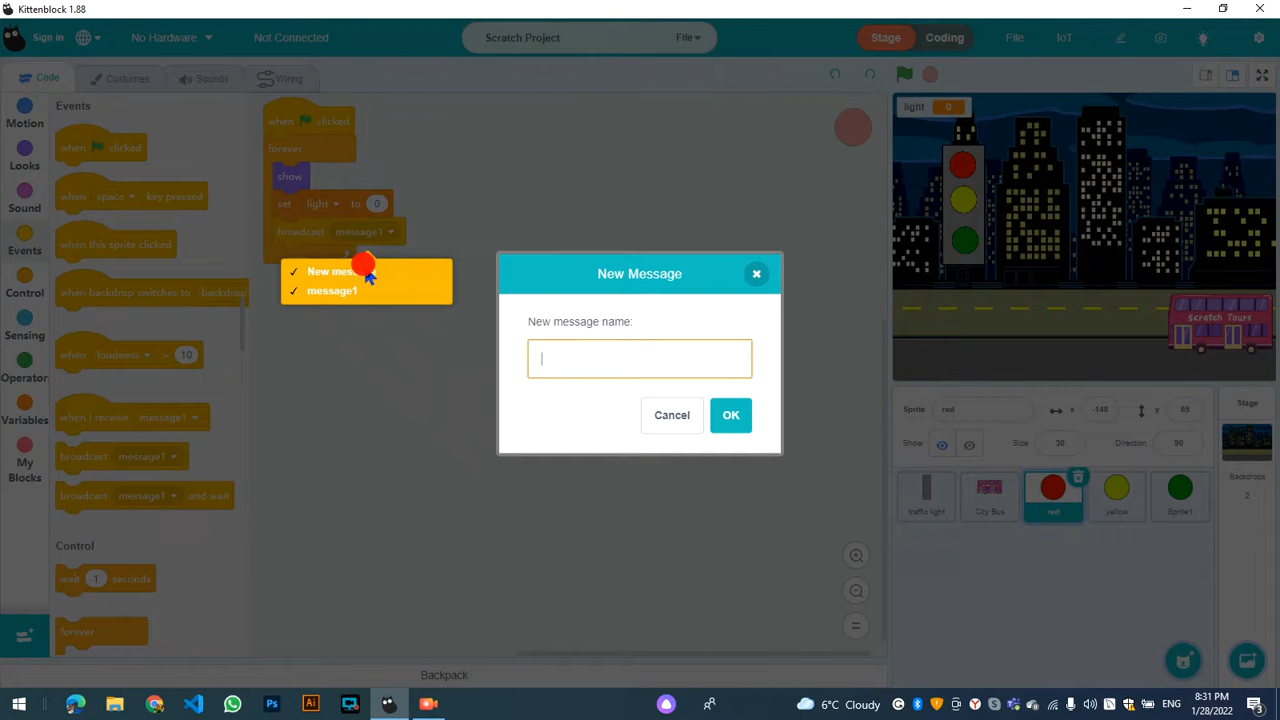 Kittenblock 1.88
Sign in
No Hardware
Not Connected
Scratch Project
File
Stage
Coding
File
IoT
Code
Costumes
Sounds
Wiring
Motion
Looks
Sound
Events
Control
Sensing
Operators
Variables
My
Blocks
Events
when clicked
when space key pressed
when this sprite clicked
when backdrop switches to backdrop
when loudness 10
when I receive message1
broadcast message1
broadcast message1 and wait
Control
wait 1 seconds
forever
when clicked
forever
show
set light to 0
broadcast message1
✓ New
✓ message1
New Message
New message name:
Cancel
OK
light 0
Scratch Tours
Sprite red x -148 y 85
Show Size 30 Direction 90
traffic light
City Bus
red
yellow
Sprite1
Stage
Backdrops
2
Backpack
6°C Cloudy
ENG
8:31 PM
1/28/2022